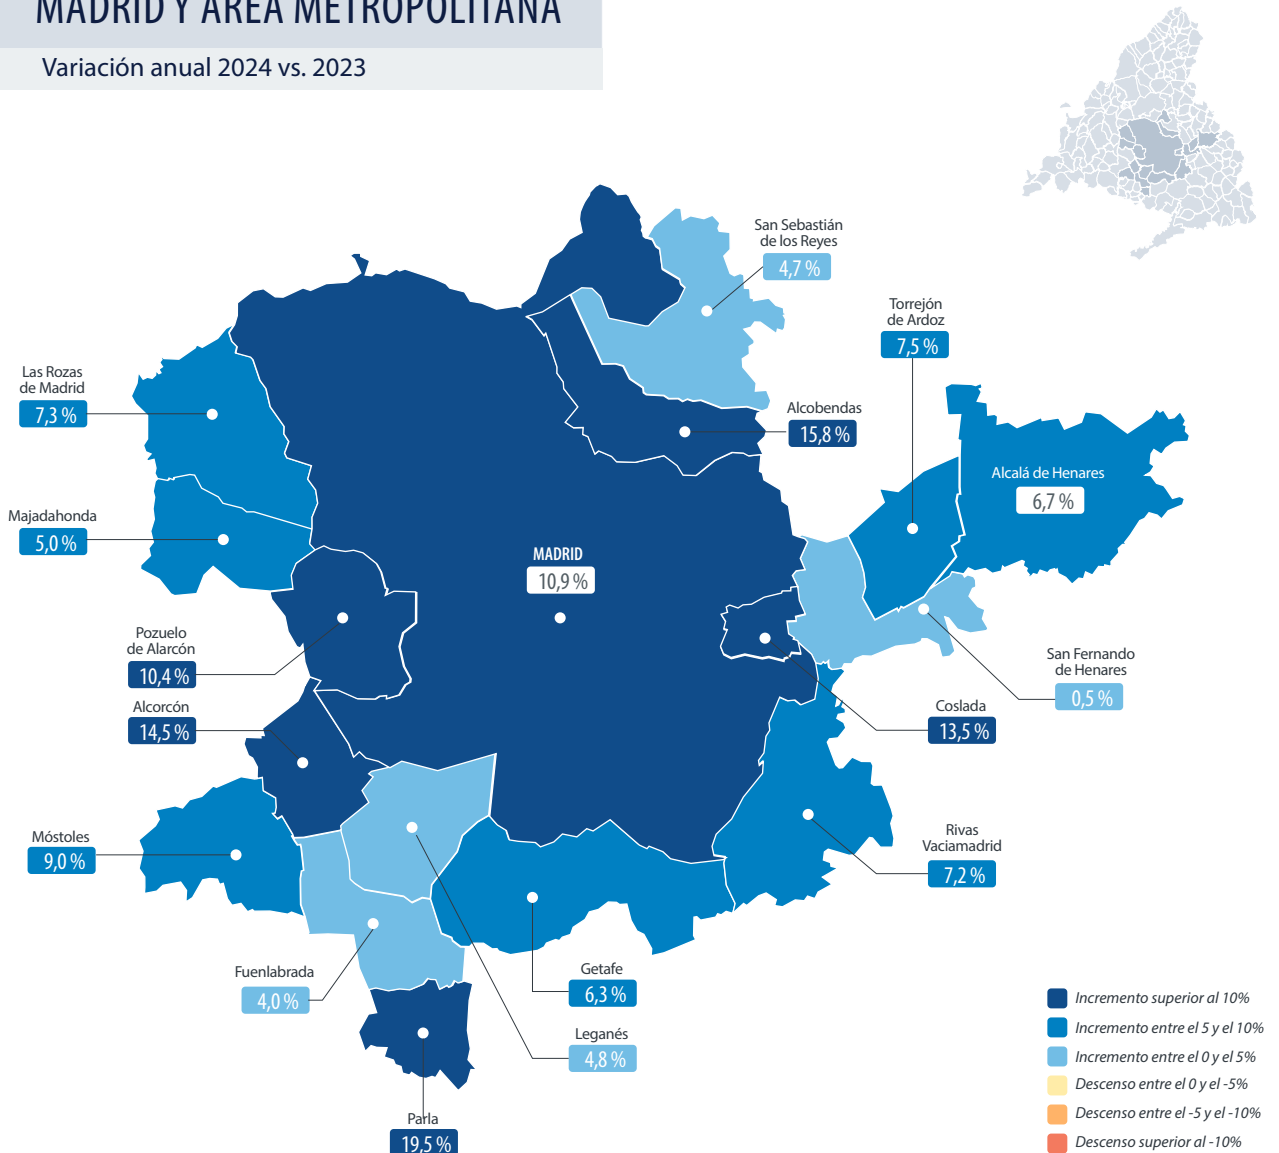 MADRID Y ÁREA METROPOLITANA
Variación anual 2024 vs. 2023
San Sebastián
de los Reyes
4,7 %
Torrejón
de Ardoz
7,5 %
Las Rozas
de Madrid
7,3 %
Alcobendas
15,8 %
Alcalá de Henares
6,7 %
Majadahonda
5,0 %
MADRID
10,9 %
Pozuelo
de Alarcón
10,4 %
San Fernando
de Henares
0,5 %
Alcorcón
14,5 %
Coslada
13,5 %
Móstoles
9,0 %
Rivas
Vaciamadrid
7,2 %
Fuenlabrada
4,0 %
Getafe
6,3 %
Leganés
4,8 %
Parla
19,5 %
Incremento superior al 10%
Incremento entre el 5 y el 10%
Incremento entre el 0 y el 5%
Descenso entre el 0 y el -5%
Descenso entre el -5 y el -10%
Descenso superior al -10%